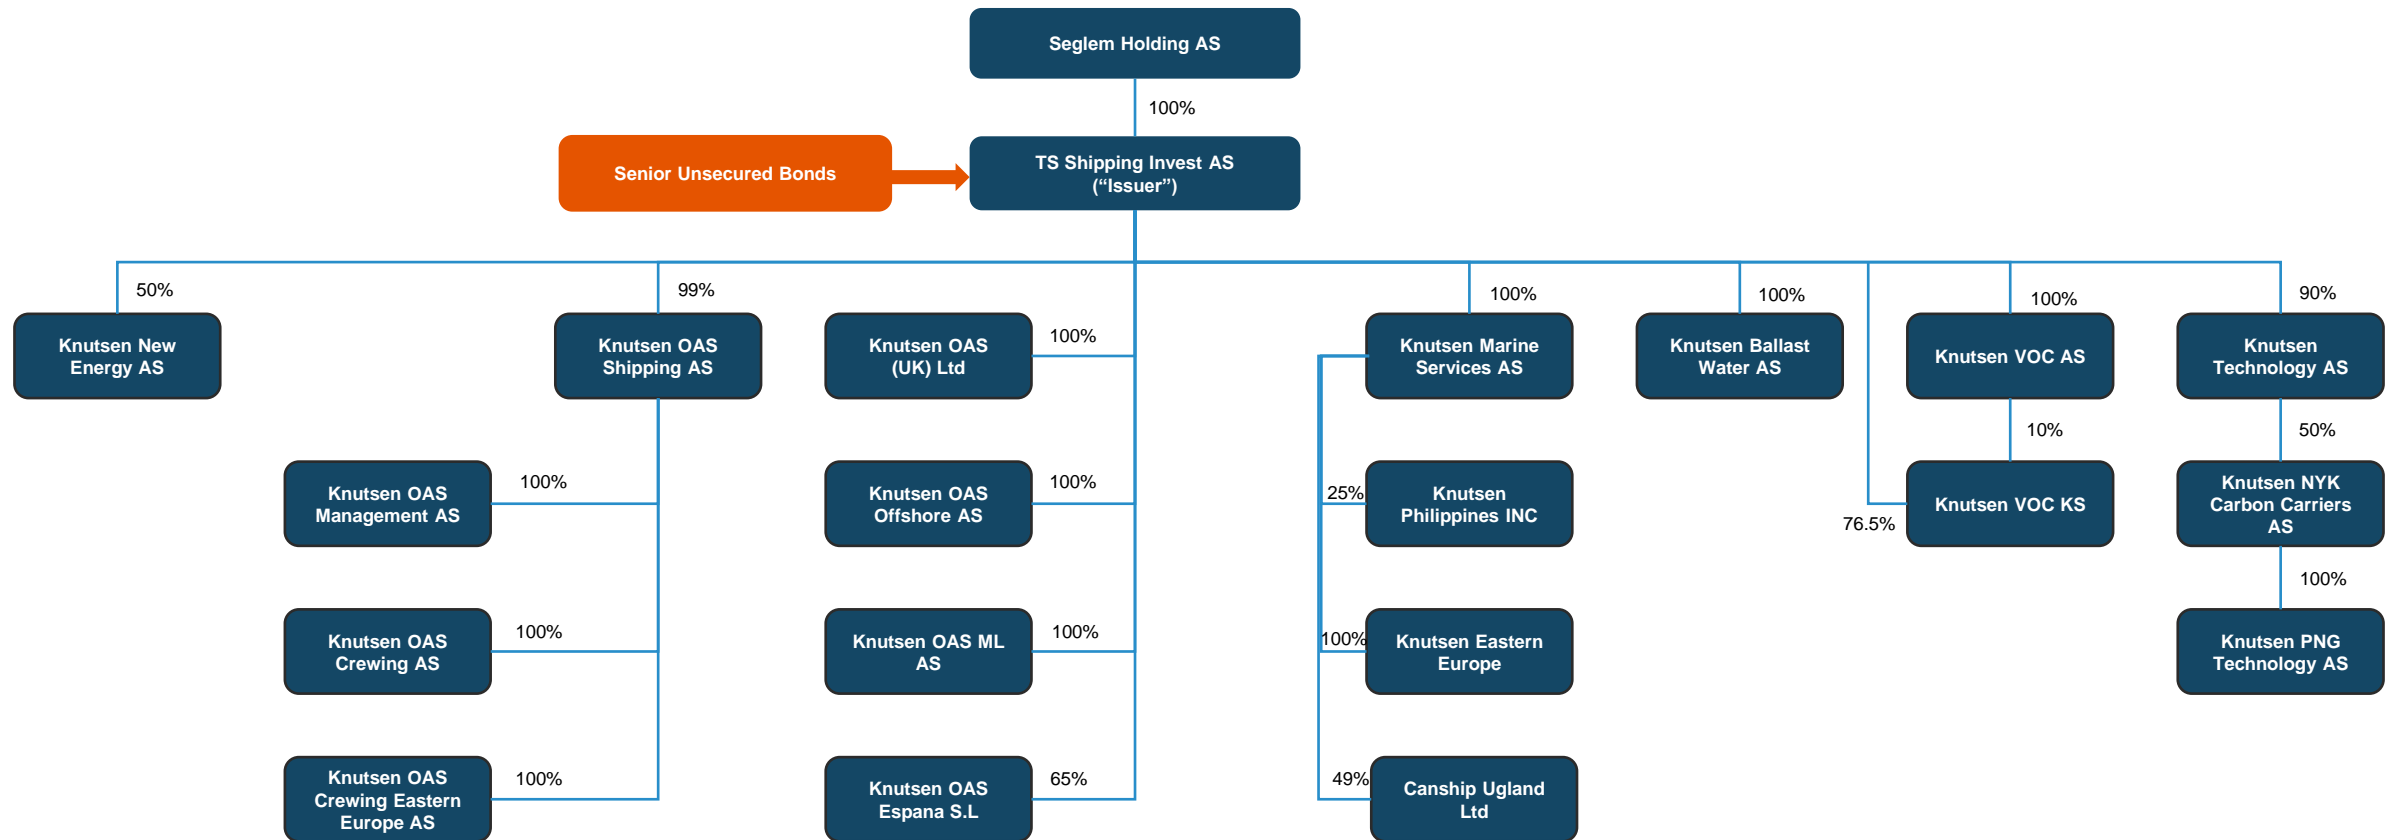 Seglem Holding AS
100%
Senior Unsecured Bonds
TS Shipping Invest AS
(“Issuer”)
50%
99%
100%
100%
100%
90%
Knutsen New
Energy AS
Knutsen OAS
Shipping AS
Knutsen OAS
(UK) Ltd
100%
Knutsen Marine
Services AS
Knutsen Ballast
Water AS
Knutsen VOC AS
Knutsen
Technology AS
10%
50%
Knutsen OAS
Management AS
100%
Knutsen OAS
Offshore AS
100%
25%
Knutsen
Philippines INC
76.5%
Knutsen VOC KS
Knutsen NYK
Carbon Carriers
AS
100%
Knutsen OAS
Crewing AS
100%
Knutsen OAS ML
AS
100%
100%
Knutsen Eastern
Europe
Knutsen PNG
Technology AS
Knutsen OAS
Crewing Eastern
Europe AS
100%
Knutsen OAS
Espana S.L
65%
49%
Canship Ugland
Ltd